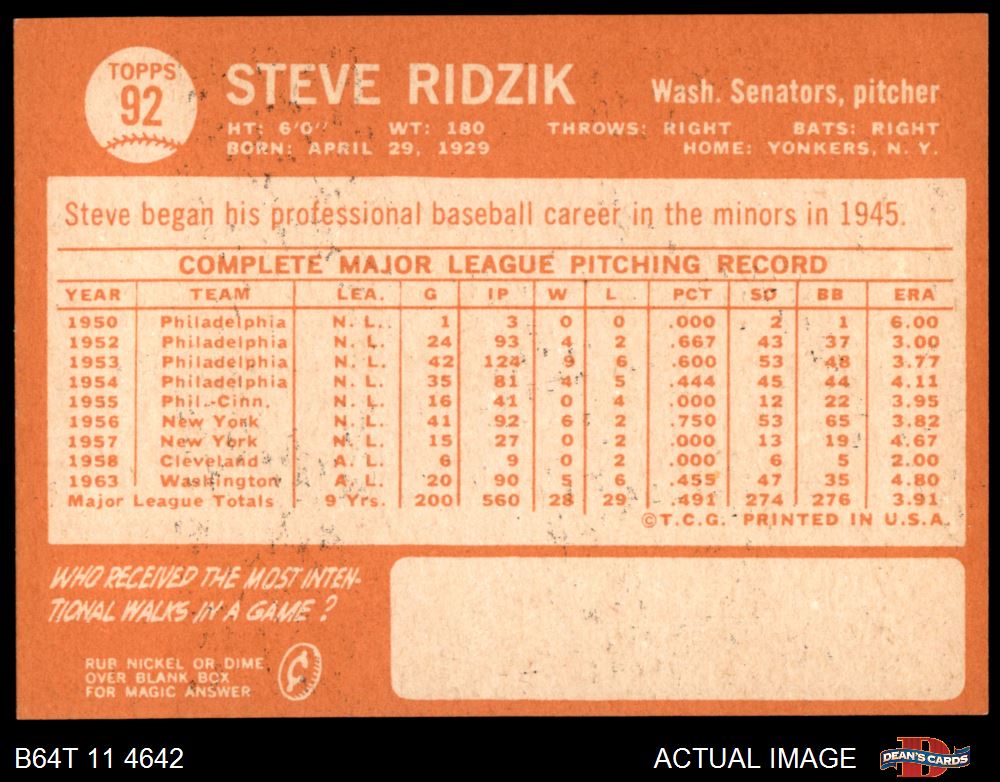 TOPPS
92
STEVE RIDZIK
Wash. Senators, pitcher
HT: 6'0" WT: 180 THROWS: RIGHT BATS: RIGHT
BORN: APRIL 29, 1929 HOME: YONKERS, N. Y.
Steve began his professional baseball career in the minors in 1945.
COMPLETE MAJOR LEAGUE PITCHING RECORD
YEAR TEAM LEA. G IP W L PCT SO BB ERA
1950 Philadelphia N. L. 1 3 0 0 .000 2 1 6.00
1952 Philadelphia N. L. 24 93 4 2 .667 43 37 3.00
1953 Philadelphia N. L. 42 124 9 6 .600 53 48 3.77
1954 Philadelphia N. L. 35 81 4 5 .444 45 44 4.11
1955 Phil.-Cinn. N. L. 16 41 0 4 .000 12 22 3.95
1956 New York N. L. 41 92 6 2 .750 53 65 3.82
1957 New York N. L. 15 27 0 2 .000 13 19 4.67
1958 Cleveland A. L. 6 9 0 2 .000 6 5 2.00
1963 Washington A. L. 20 90 5 6 .455 47 35 4.80
Major League Totals 9 Yrs. 200 560 28 29 .491 274 276 3.91
©T.C.G. PRINTED IN U.S.A.
WHO RECEIVED THE MOST INTEN-
TIONAL WALKS IN A GAME?
RUB NICKEL OR DIME
OVER BLANK BOX
FOR MAGIC ANSWER
B64T 11 4642
ACTUAL IMAGE
DEAN'S CARDS